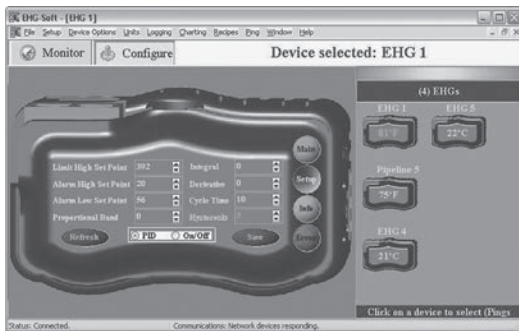 EHG-Soft - [EHG 1]
File Setup Device Options Units Logging Charting Recipes Ping Window Help
Monitor Configure Device selected: EHG 1
(4) EHGs
EHG 1 EHG 5
81°F 22°C
Main
Limit High Set Point 392 Integral 0
Alarm High Set Point 20 Derivative 0
Setup
Pipeline 5
Alarm Low Set Point 56 Cycle Time 10
75°F
Proportional Band 0 Hysteresis
Info
Refresh PID On/Off Save
Error
EHG 4
21°C
Click on a device to select (Pings
Status: Connected. Communications: Network devices responding.